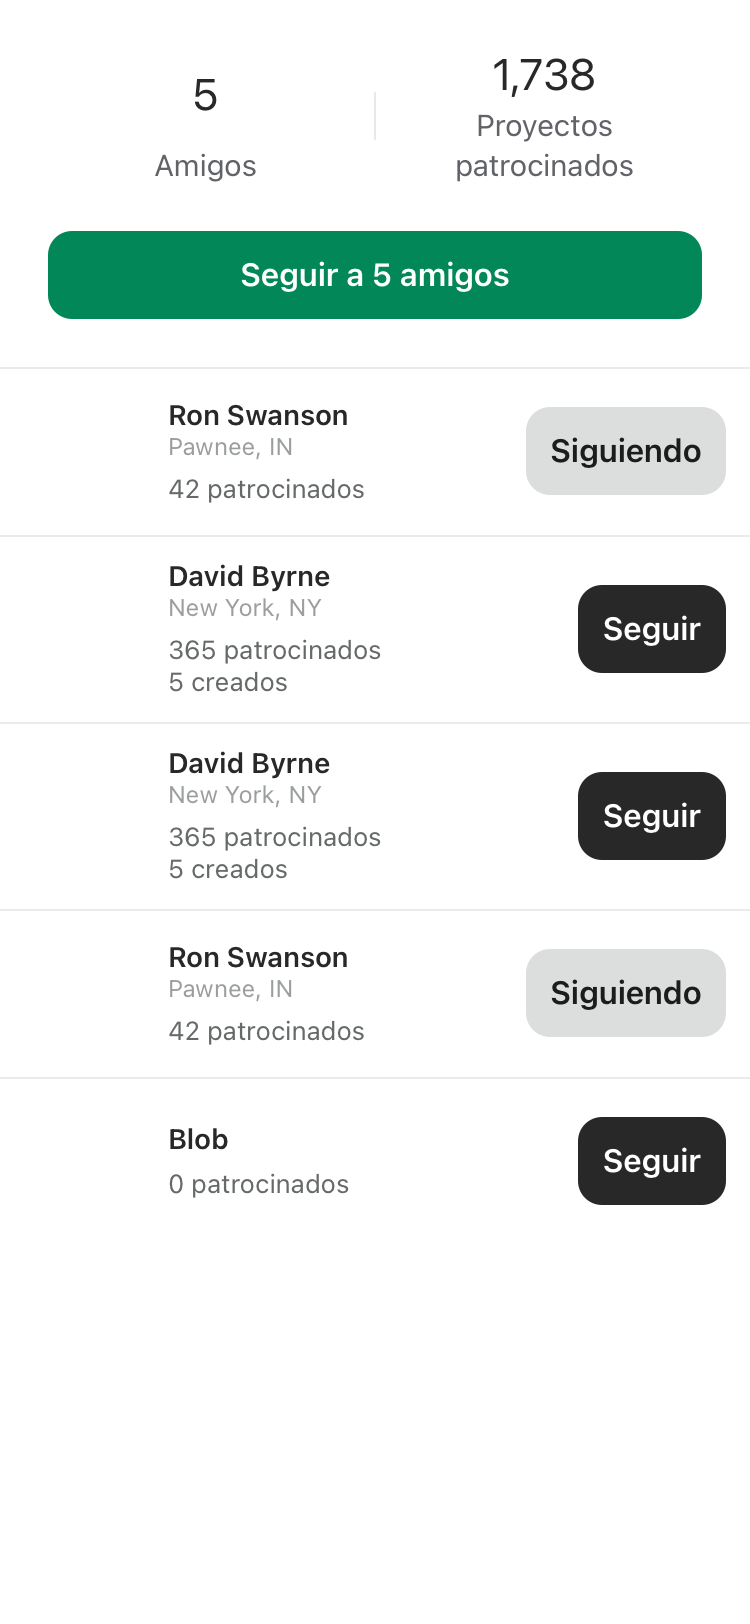 5
Amigos
1,738
Proyectos
patrocinados
Seguir a 5 amigos
Ron Swanson
Pawnee, IN
42 patrocinados
Siguiendo
David Byrne
New York, NY
365 patrocinados
5 creados
Seguir
David Byrne
New York, NY
365 patrocinados
5 creados
Seguir
Ron Swanson
Pawnee, IN
42 patrocinados
Siguiendo
Blob
0 patrocinados
Seguir